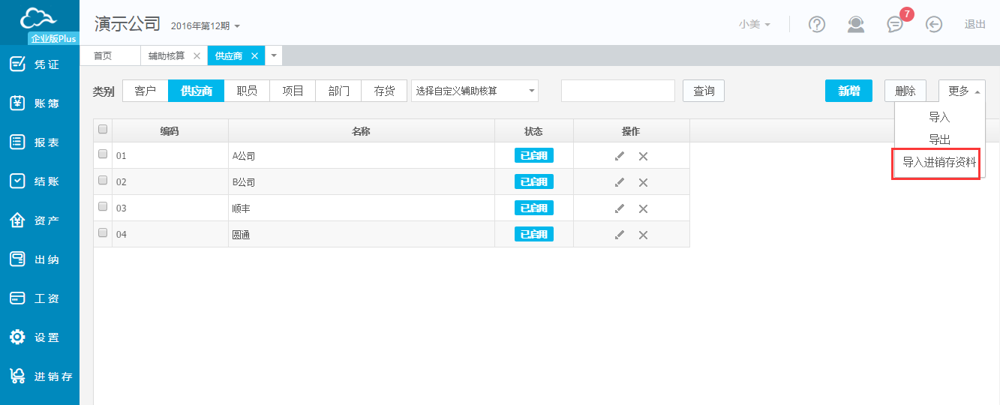 企业版Plus
演示公司 2016年第12期
小美 7 退出
首页 辅助核算 供应商
凭证
账簿
报表
结账
资产
出纳
工资
设置
进销存
类别 客户 供应商 职员 项目 部门 存货 选择自定义辅助核算 查询 新增 删除 更多
导入
导出
导入进销存资料
编码 名称 状态 操作
01 A公司 已启用
02 B公司 已启用
03 顺丰 已启用
04 圆通 已启用